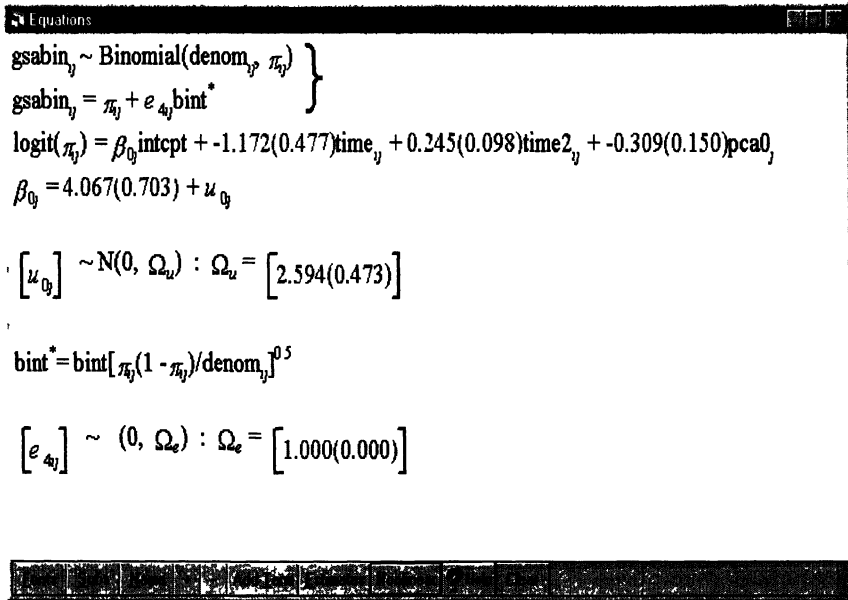 Equations
gsabin_ij ~ Binomial(denom_ij, π_ij)
gsabin_ij = π_ij + e_4ij bint*
logit(π_ij) = β_0j intcpt + -1.172(0.477)time_ij + 0.245(0.098)time2_ij + -0.309(0.150)pca0_j
β_0j = 4.067(0.703) + u_0j
[u_0j] ~ N(0, Ω_u) : Ω_u = [2.594(0.473)]
bint* = bint[π_ij(1 - π_ij)/denom_ij]^0.5
[e_4ij] ~ (0, Ω_e) : Ω_e = [1.000(0.000)]